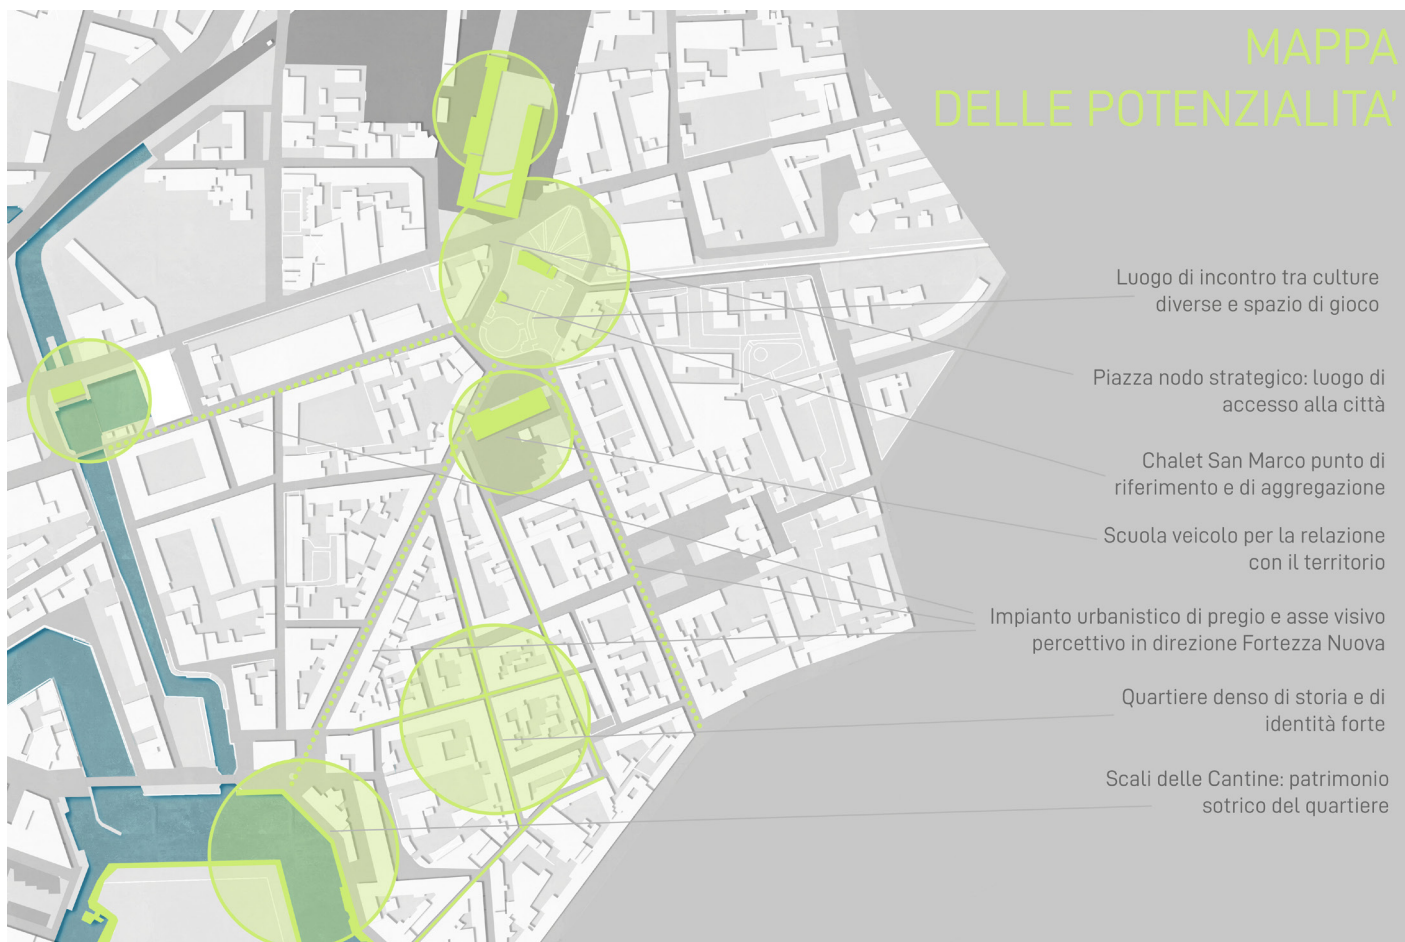 MAPPA
DELLE POTENZIALITA'
Luogo di incontro tra culture
diverse e spazio di gioco
Piazza nodo strategico: luogo di
accesso alla città
Chalet San Marco punto di
riferimento e di aggregazione
Scuola veicolo per la relazione
con il territorio
Impianto urbanistico di pregio e asse visivo
percettivo in direzione Fortezza Nuova
Quartiere denso di storia e di
identità forte
Scali delle Cantine: patrimonio
sotrico del quartiere